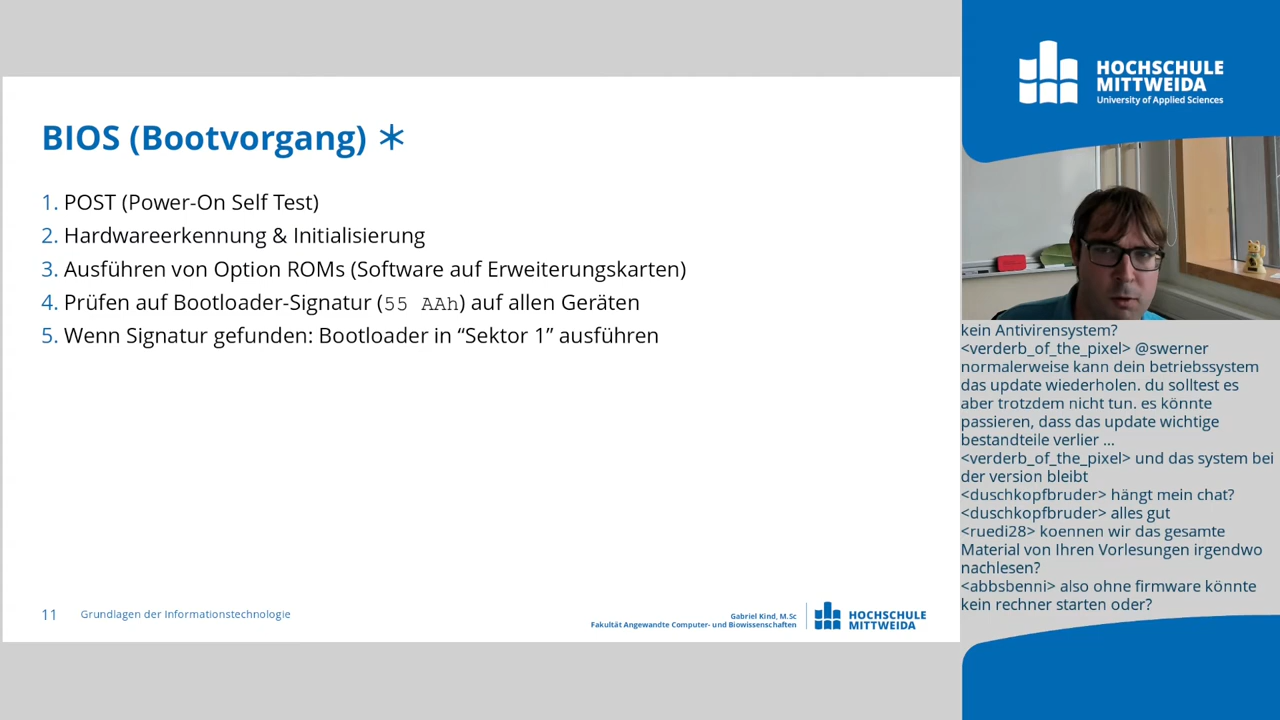 BIOS (Bootvorgang) ∗
1. POST (Power-On Self Test)
2. Hardwareerkennung & Initialisierung
3. Ausführen von Option ROMs (Software auf Erweiterungskarten)
4. Prüfen auf Bootloader-Signatur (55 AAh) auf allen Geräten
5. Wenn Signatur gefunden: Bootloader in “Sektor 1” ausführen
11 Grundlagen der Informationstechnologie
Gabriel Kind, M.Sc
Fakultät Angewandte Computer- und Biowissenschaften
HOCHSCHULE
MITTWEIDA
HOCHSCHULE
MITTWEIDA
University of Applied Sciences
kein Antivirensystem?
<verderb_of_the_pixel> @swerner
normalerweise kann dein betriebssystem
das update wiederholen. du solltest es
aber trotzdem nicht tun. es könnte
passieren, dass das update wichtige
bestandteile verlier ...
<verderb_of_the_pixel> und das system bei
der version bleibt
<duschkopfbruder> hängt mein chat?
<duschkopfbruder> alles gut
<ruedi28> koennen wir das gesamte
Material von Ihren Vorlesungen irgendwo
nachlesen?
<abbsbenni> also ohne firmware könnte
kein rechner starten oder?